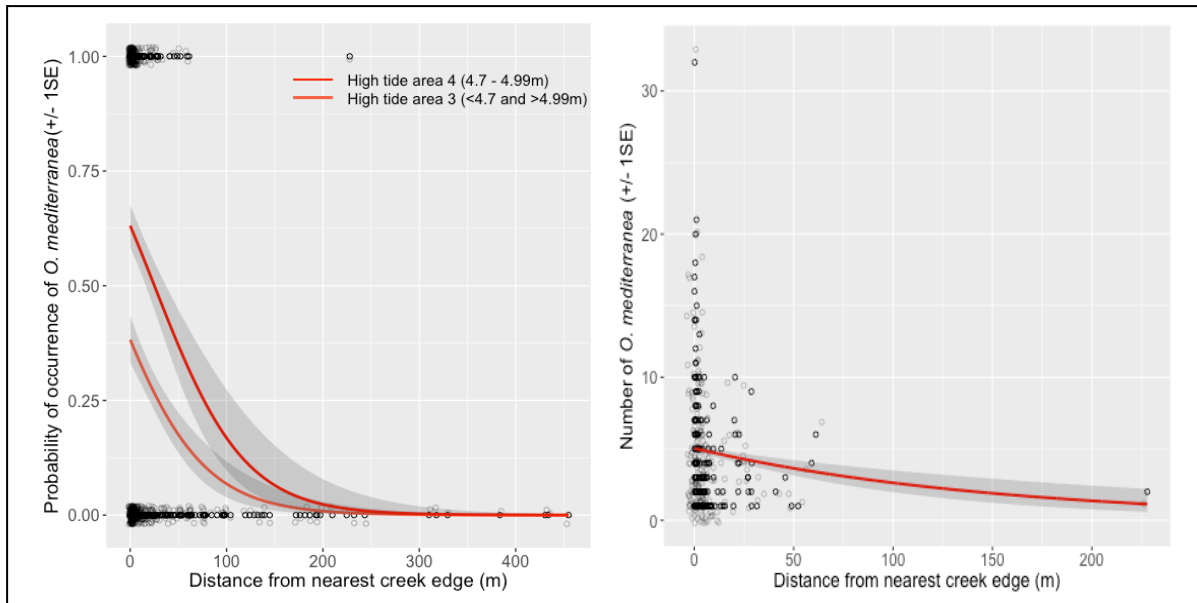 1.00
0.75
0.50
0.25
0.00
Probability of occurrence of O. mediterranea(+/- 1SE)
High tide area 4 (4.7 - 4.99m)
High tide area 3 (<4.7 and >4.99m)
0 100 200 300 400
Distance from nearest creek edge (m)
30
20
10
0
Number of O. mediterranea (+/- 1SE)
0 50 100 150 200
Distance from nearest creek edge (m)